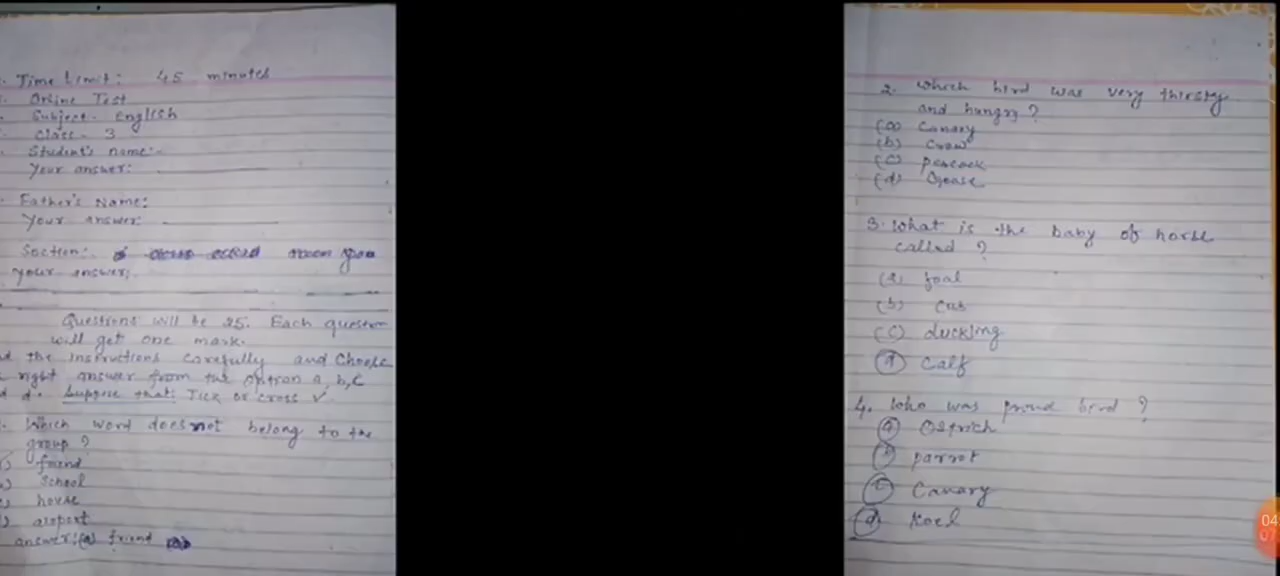 Time Limit: 45 minutes
Online Test
Subject - English
Class - 3
Student's name:-
Your answer:
Father's Name:
Your answer:
Section:
your answer:
Questions will be 25. Each question
will get one mark.
the instructions carefully and choose
right answer from the option a, b, c
d. Suppose that: Tick or cross ✓
Which word does not belong to the
group ?
friend
School
house
airport
answer: (a) friend
2. Which bird was very thirsty
and hungry ?
(a) Canary
(b) Crow
(c) peacock
(d) Goose
3. What is the baby of horse
called ?
(a) foal
(b) Cub
(c) duckling
(d) Calf
4. Who was proud bird ?
(a) Ostrich
(b) parrot
(c) Canary
(d) Koel
04
07